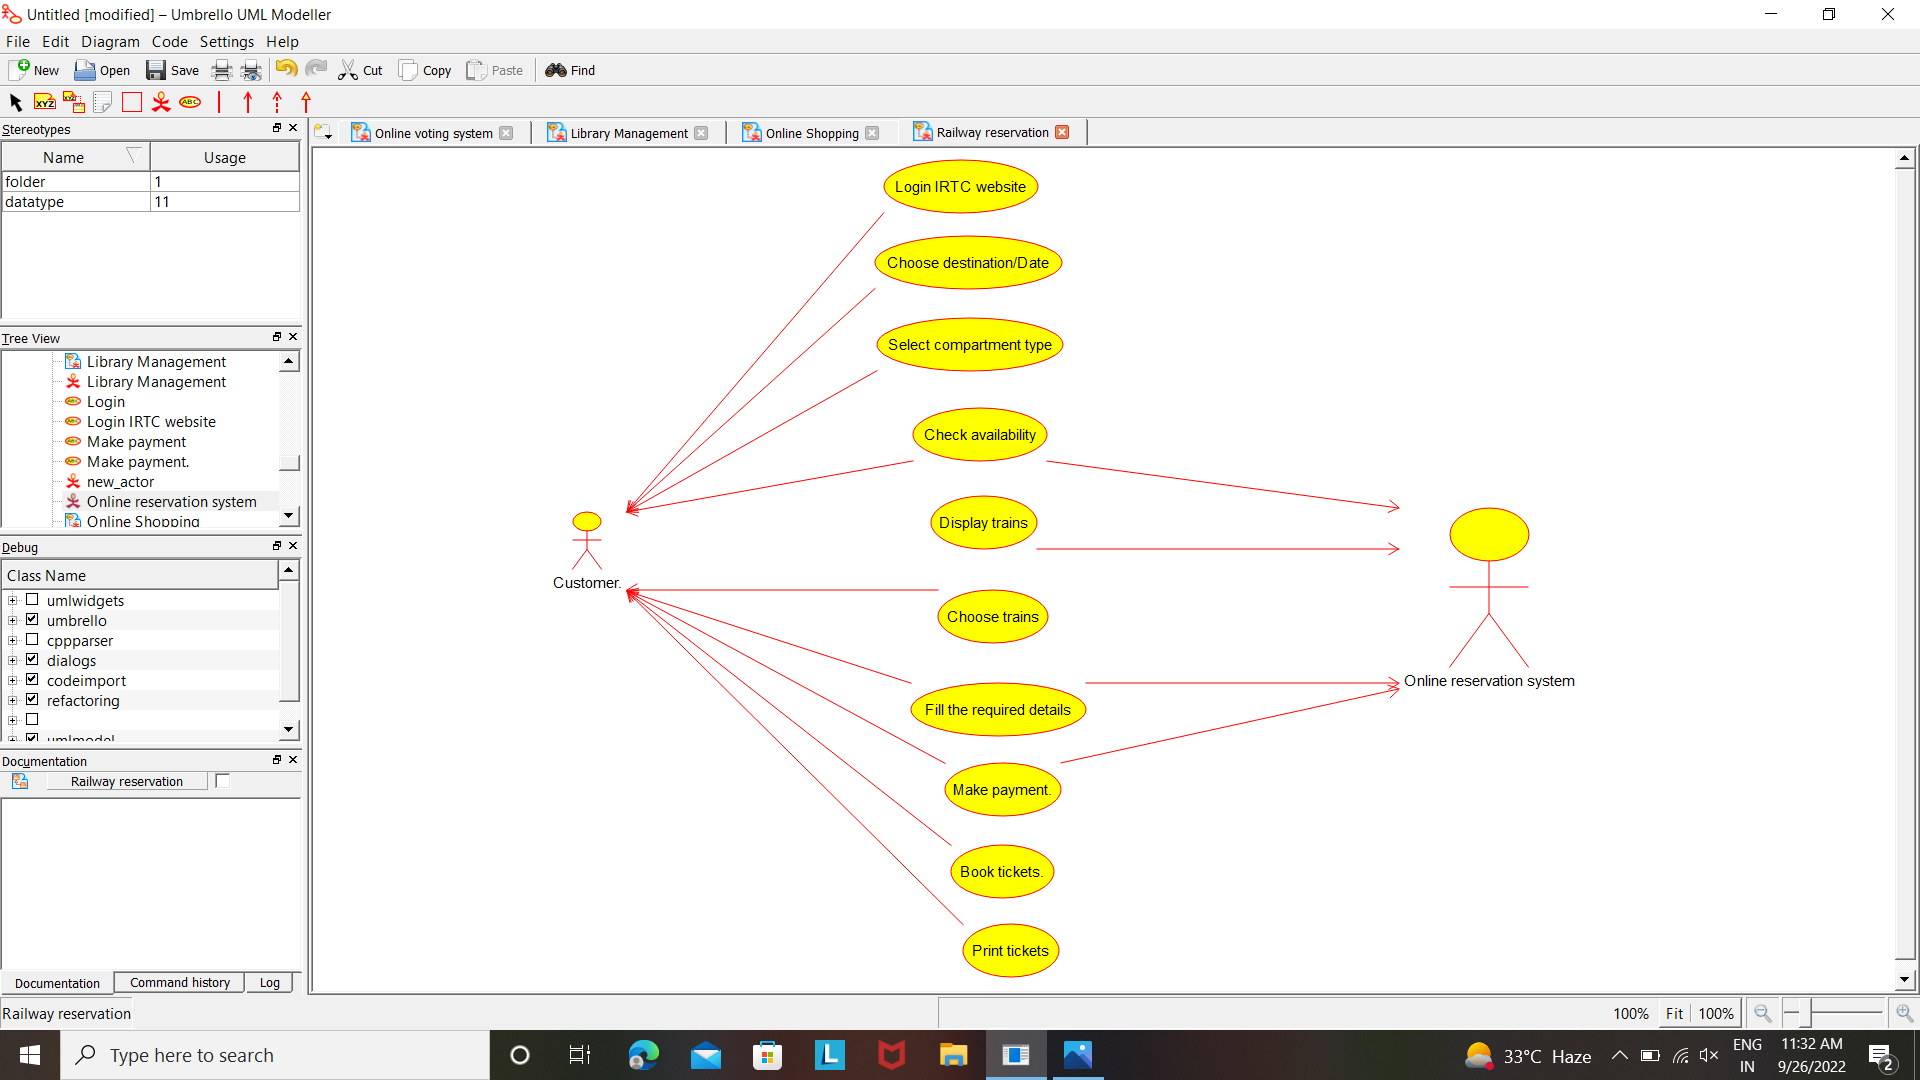 Untitled [modified] – Umbrello UML Modeller
File Edit Diagram Code Settings Help
New Open Save Cut Copy Paste Find
XYZ XYZ ABC
Stereotypes
Online voting system Library Management Online Shopping Railway reservation
Name Usage
folder 1
datatype 11
Tree View
Library Management
Library Management
Login
Login IRTC website
Make payment
Make payment.
new_actor
Online reservation system
Online Shopping
Debug
Class Name
umlwidgets
umbrello
cppparser
dialogs
codeimport
refactoring
umlmodel
Documentation
Railway reservation
Documentation Command history Log
Login IRTC website
Choose destination/Date
Select compartment type
Check availability
Display trains
Customer.
Choose trains
Online reservation system
Fill the required details
Make payment.
Book tickets.
Print tickets
Railway reservation
100% Fit 100%
Type here to search
L
33°C Haze
ENG
IN
11:32 AM
9/26/2022
2